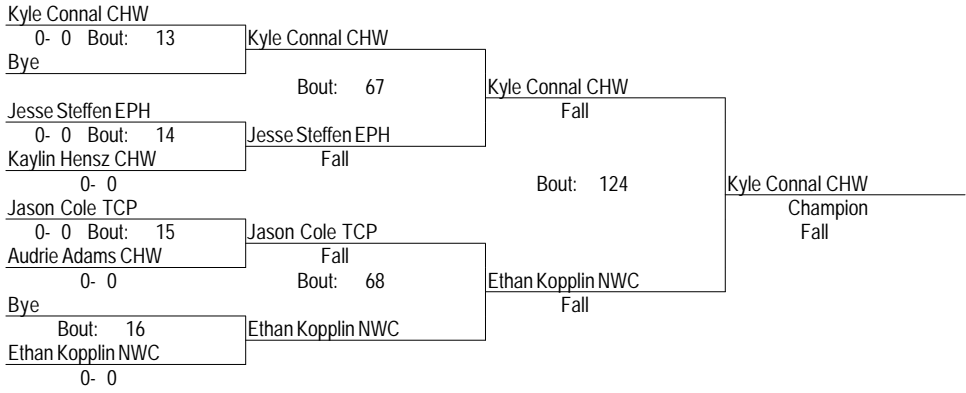 Kyle Connal CHW
0- 0 Bout: 13
Kyle Connal CHW
Bye
Bout: 67
Kyle Connal CHW
Jesse Steffen EPH
Fall
0- 0 Bout: 14
Jesse Steffen EPH
Kaylin Hensz CHW
Fall
0- 0
Bout: 124
Kyle Connal CHW
Jason Cole TCP
Champion
0- 0 Bout: 15
Jason Cole TCP
Fall
Audrie Adams CHW
Fall
0- 0
Bout: 68
Ethan Kopplin NWC
Bye
Fall
Bout: 16
Ethan Kopplin NWC
Ethan Kopplin NWC
0- 0